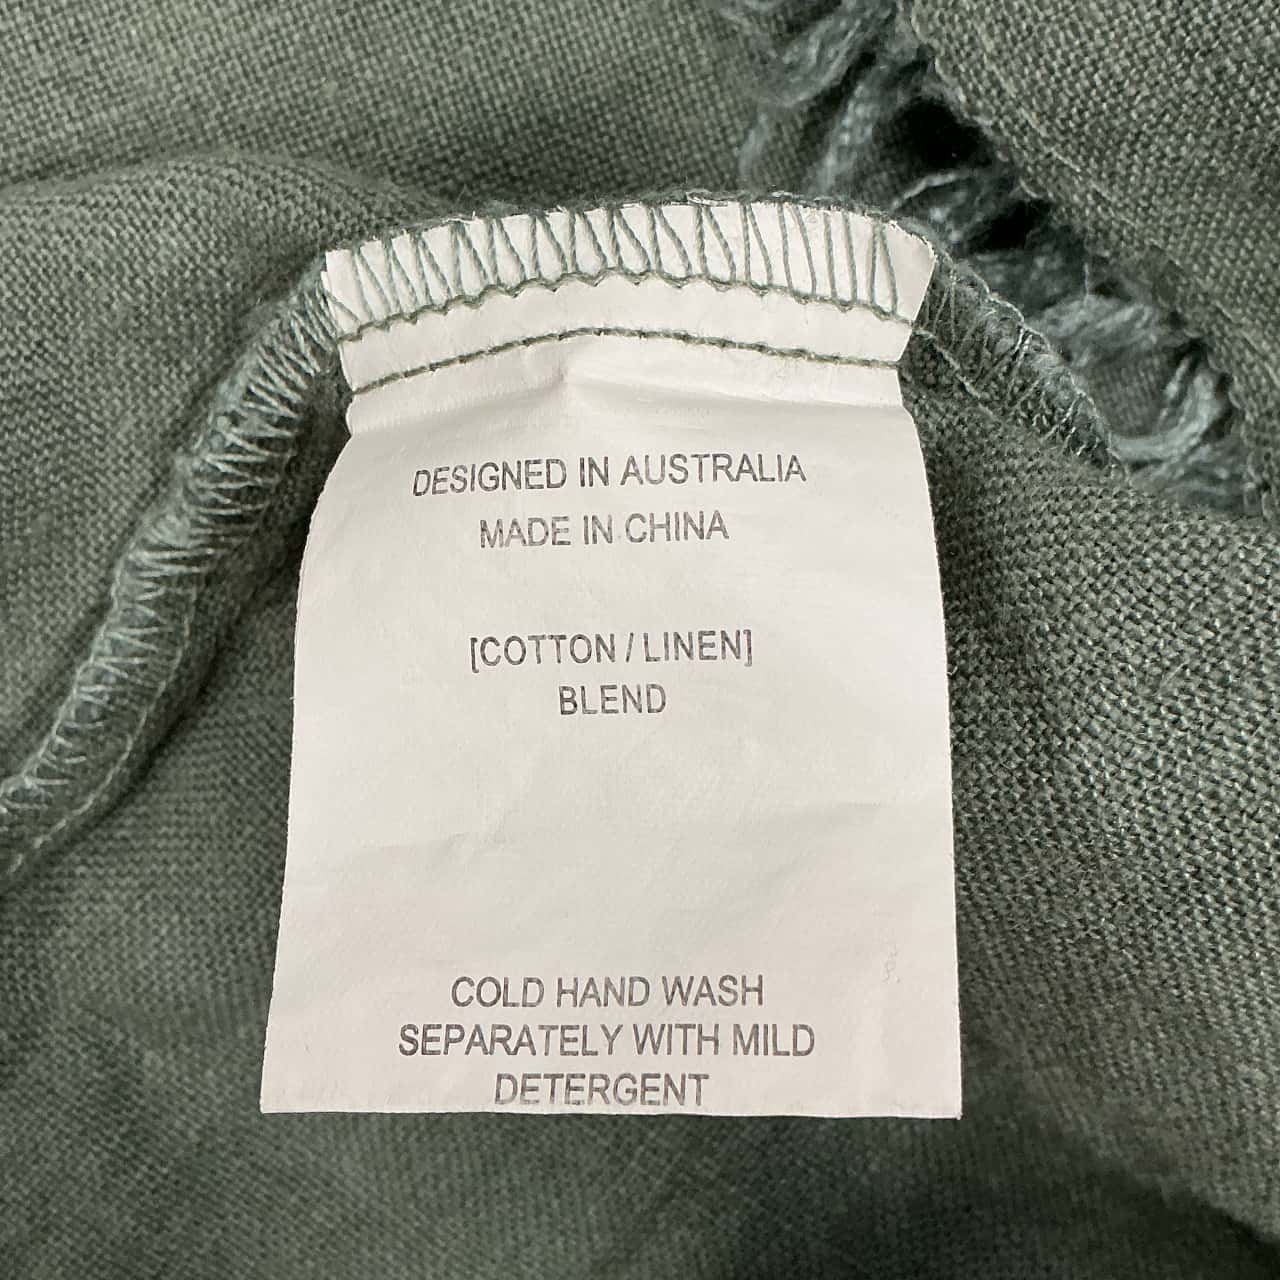 DESIGNED IN AUSTRALIA
MADE IN CHINA
[COTTON / LINEN]
BLEND
COLD HAND WASH
SEPARATELY WITH MILD
DETERGENT